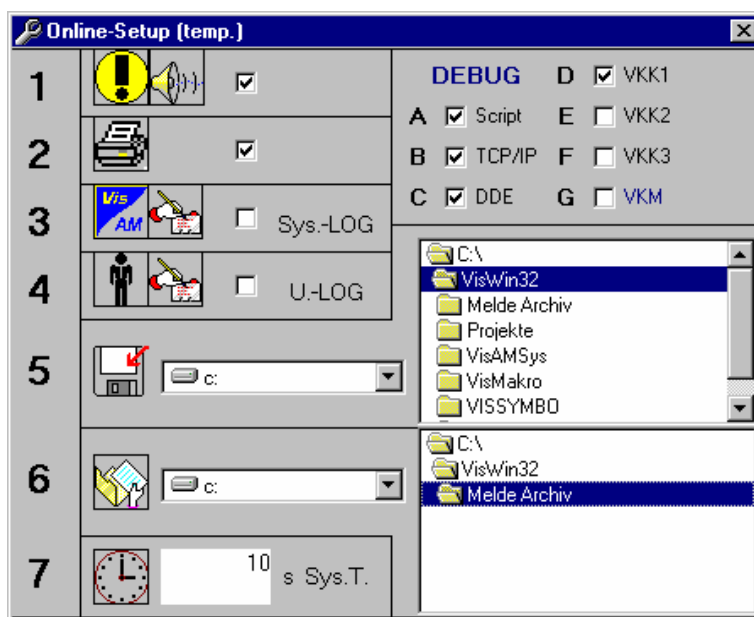 Online-Setup (temp.)
1
DEBUG
D VKK1
A Script
E VKK2
2
B TCP/IP
F VKK3
C DDE
G VKM
3
Vis
AM
Sys.-LOG
4
U.-LOG
C:\
VisWin32
Melde Archiv
Projekte
VisAMSys
VisMakro
VISSYMBO
5
c:
6
c:
C:\
VisWin32
Melde Archiv
7
10
s Sys.T.